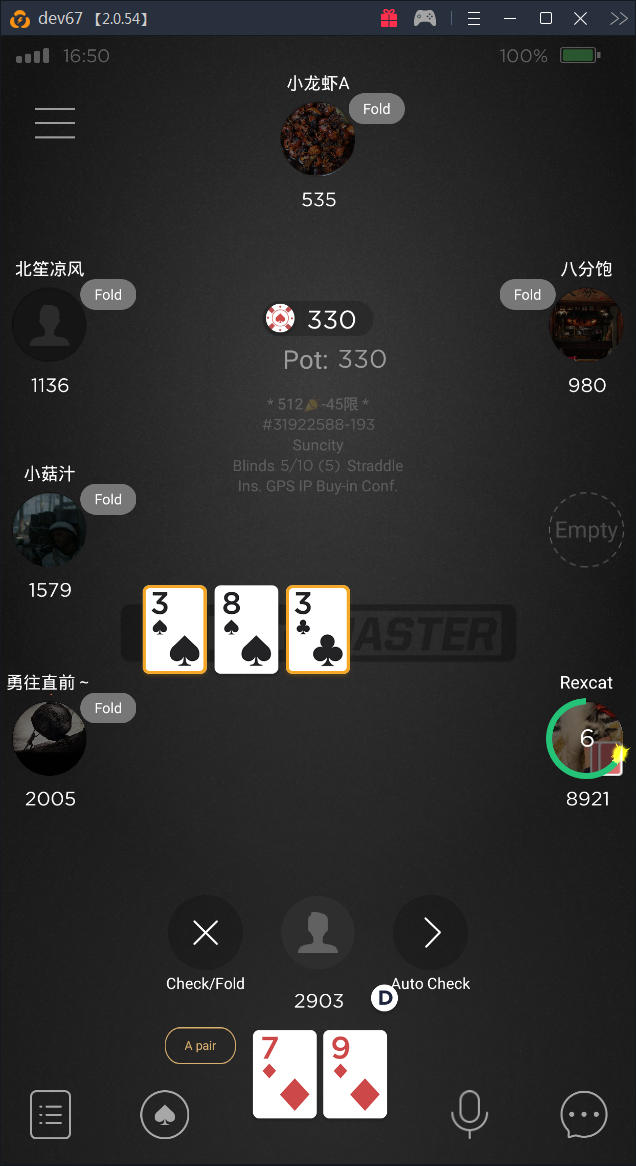 dev67 【2.0.54】
16:50
100%
小龙虾A
Fold
535
北笙凉风
Fold
1136
八分饱
Fold
980
330
Pot: 330
* 512🍕-45限 *
#31922588-193
Suncity
Blinds 5/10 (5) Straddle
Ins. GPS IP Buy-in Conf.
小菇汁
Fold
1579
Empty
3
8
3
MASTER
勇往直前 ~
Fold
2005
Rexcat
6
8921
Check/Fold
Auto Check
2903
D
A pair
7
9